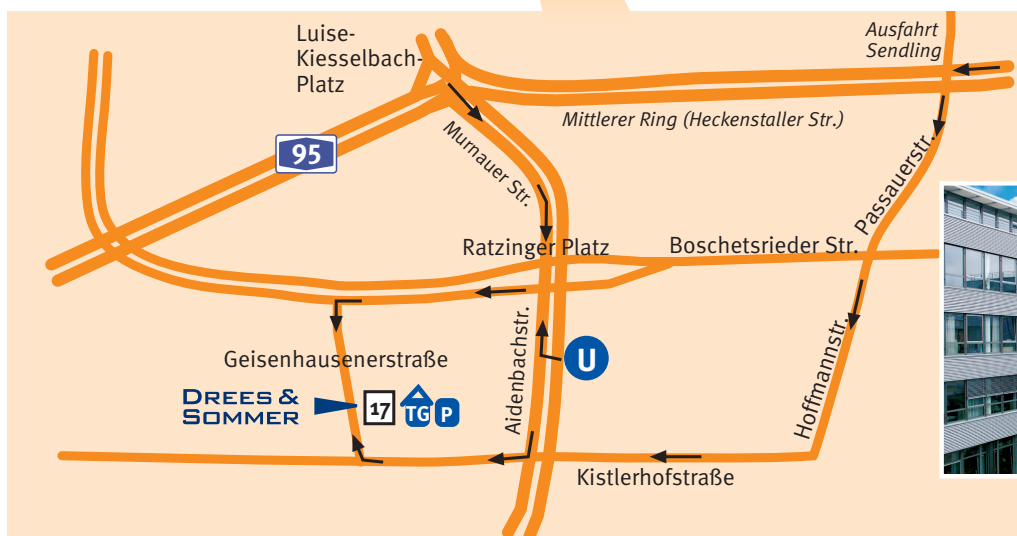 Luise-
Kiesselbach-
Platz
Ausfahrt
Sendling
Mittlerer Ring (Heckenstaller Str.)
95
Murnauer Str.
Passauerstr.
Ratzinger Platz
Boschetsrieder Str.
Geisenhausenerstraße
Aidenbachstr.
U
Hoffmannstr.
DREES &
SOMMER
17
TG
P
Kistlerhofstraße